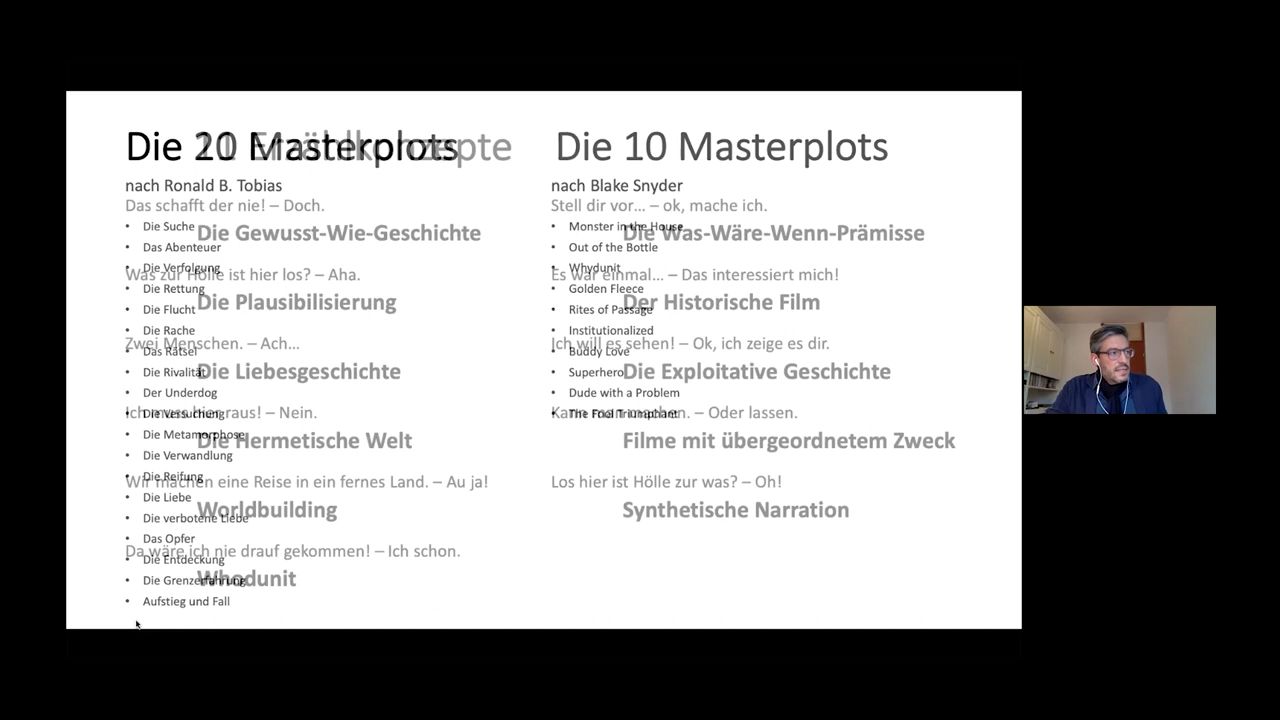 Die 20 Masterplots
11 Erzählkonzepte
Die 10 Masterplots
nach Ronald B. Tobias
Die Suche
Das Abenteuer
Die Verfolgung
Die Rettung
Die Flucht
Die Rache
Das Rätsel
Die Rivalität
Der Underdog
Die Versuchung
Die Metamorphose
Die Verwandlung
Die Reifung
Die Liebe
Die verbotene Liebe
Das Opfer
Die Entdeckung
Die Grenzerfahrung
Aufstieg und Fall
nach Blake Snyder
Monster in the House
Out of the Bottle
Whydunit
Golden Fleece
Rites of Passage
Institutionalized
Buddy Love
Superhero
Dude with a Problem
The Fool Triumphant
Das schafft der nie! – Doch.
Die Gewusst-Wie-Geschichte
Was zur Hölle ist hier los? – Aha.
Die Plausibilisierung
Zwei Menschen. – Ach...
Die Liebesgeschichte
Ich muss hier raus! – Nein.
Die Hermetische Welt
Wir machen eine Reise in ein fernes Land. – Au ja!
Worldbuilding
Da wäre ich nie drauf gekommen! – Ich schon.
Whodunit
Stell dir vor... – ok, mache ich.
Die Was-Wäre-Wenn-Prämisse
Es war einmal... – Das interessiert mich!
Der Historische Film
Ich will es sehen! – Ok, ich zeige es dir.
Die Exploitative Geschichte
Kann man machen. – Oder lassen.
Filme mit übergeordnetem Zweck
Los hier ist Hölle zur was? – Oh!
Synthetische Narration